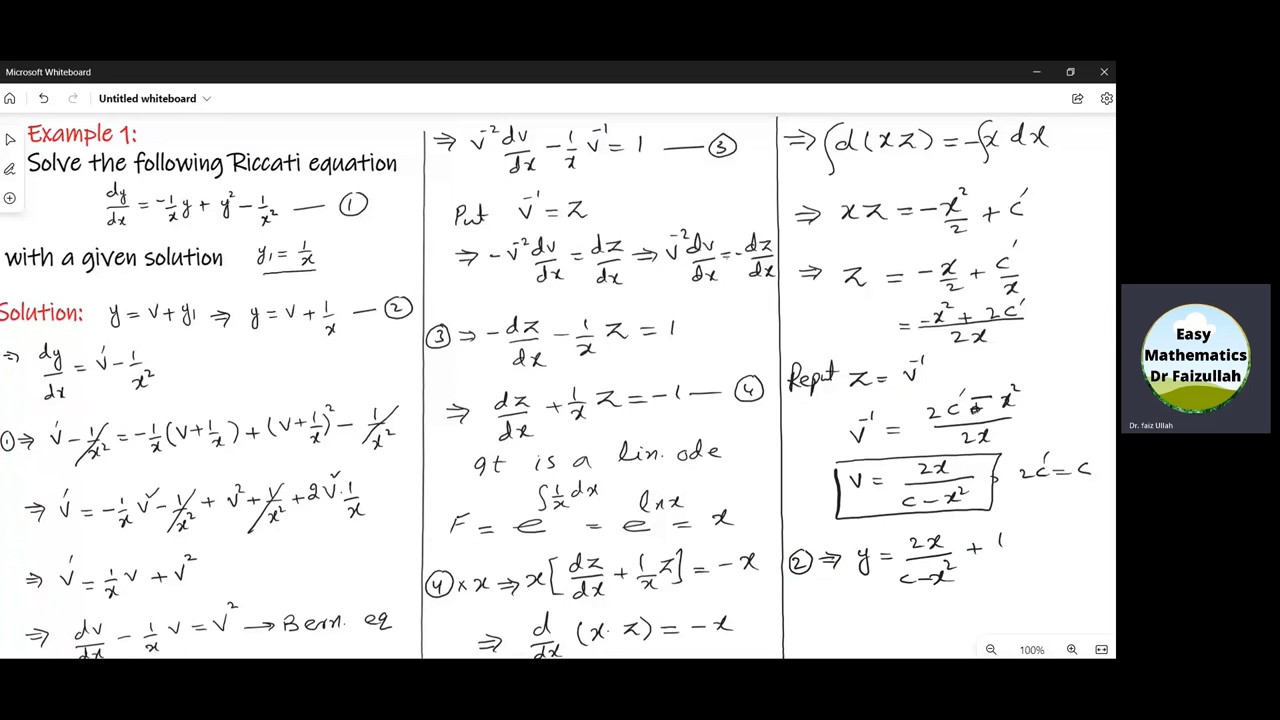 Microsoft Whiteboard
Untitled whiteboard
Example 1:
Solve the following Riccati equation
dy/dx = -1/x y + y² - 1/x² — ①
with a given solution y₁ = 1/x
Solution: y = v + y₁ ⇒ y = v + 1/x — ②
⇒ dy/dx = v' - 1/x²
①⇒ v' - 1/x² = -1/x (v + 1/x) + (v + 1/x)² - 1/x²
⇒ v' = -1/x v - 1/x² + v² + 1/x² + 2v · 1/x
⇒ v' = 1/x v + v²
⇒ dv/dx - 1/x v = v² → Bern. eq
⇒ v⁻² dv/dx - 1/x v⁻¹ = 1 — ③
Put v⁻¹ = z
⇒ -v⁻² dv/dx = dz/dx ⇒ v⁻² dv/dx = -dz/dx
③ ⇒ -dz/dx - 1/x z = 1
⇒ dz/dx + 1/x z = -1 — ④
It is a lin. ode
F = e^∫1/x dx = e^lnx = x
④ × x ⇒ x[dz/dx + 1/x z] = -x
⇒ d/dx (x. z) = -x
⇒ ∫d(xz) = -∫x dx
⇒ xz = -x²/2 + c'
⇒ z = -x/2 + c'/x
= -x² + 2c' / 2x
Reput z = v⁻¹
v⁻¹ = 2c' - x² / 2x
v = 2x / c - x² ; 2c' = c
② ⇒ y = 2x / c - x² + 1
100%
Easy
Mathematics
Dr Faizullah
Dr. faiz Ullah